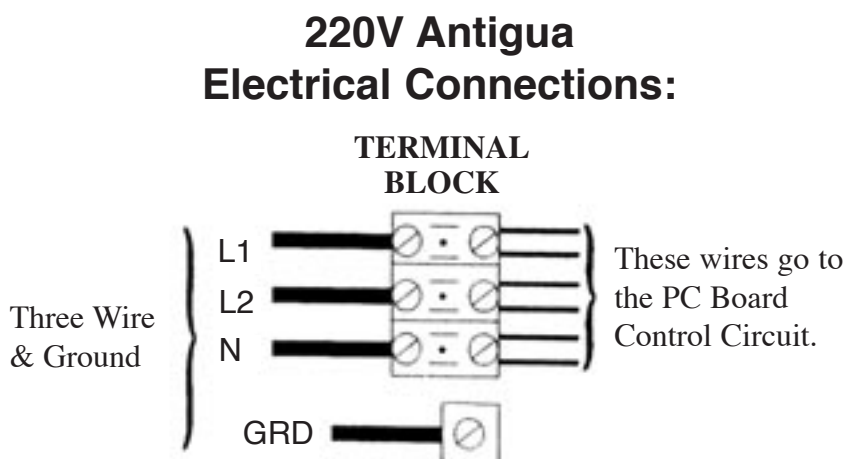 220V Antigua
Electrical Connections:
TERMINAL
BLOCK
L1
L2
N
GRD
Three Wire
& Ground
These wires go to
the PC Board
Control Circuit.